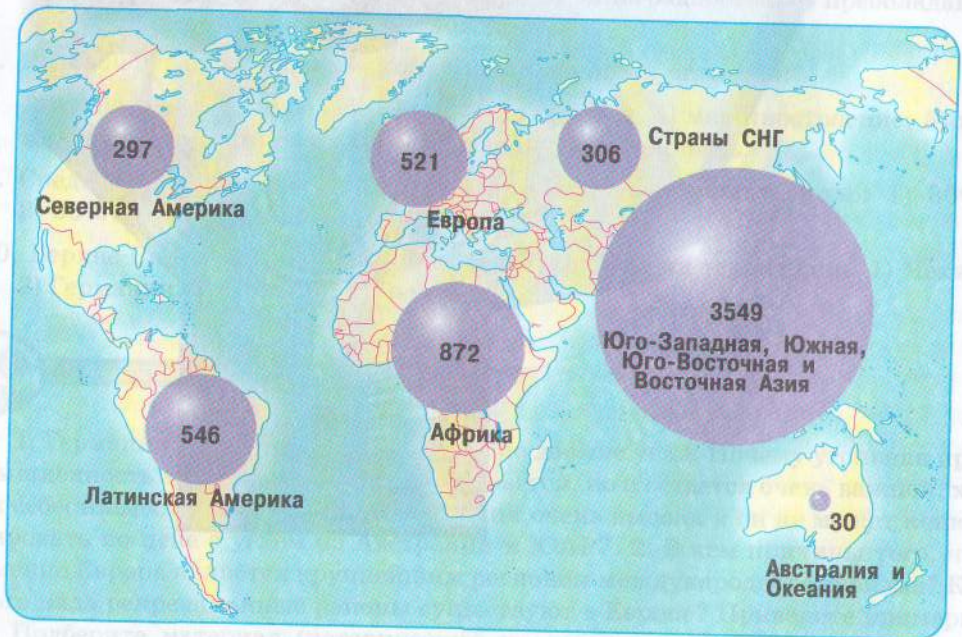 297
Северная Америка
521
Европа
306
Страны СНГ
3549
Юго-Западная, Южная,
Юго-Восточная и
Восточная Азия
872
Африка
546
Латинская Америка
30
Австралия и
Океания